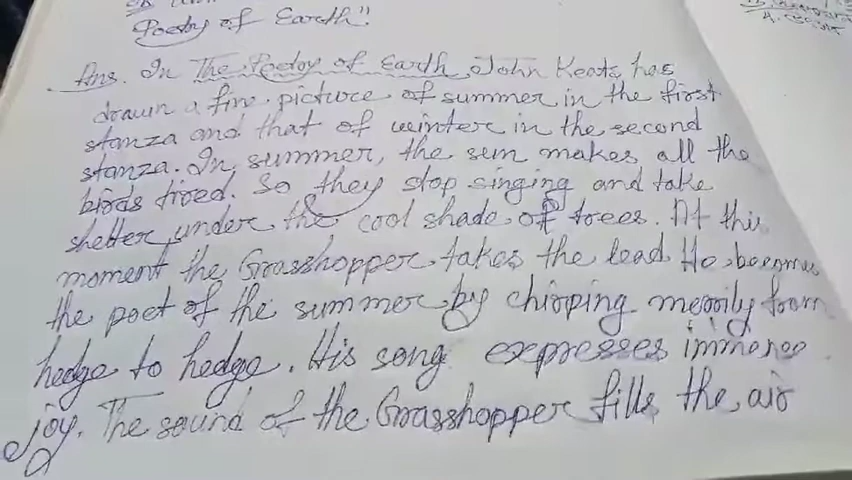 Poetry of Earth".
Ans. In The Poetry of Earth, John Keats has
drawn a fine picture of summer in the first
stanza and that of winter in the second
stanza. In summer, the sun makes all the
birds tired. So they stop singing and take
shelter under the cool shade of trees. At this
moment the Grasshopper takes the lead. He becomes
the poet of the summer by chirping merrily from
hedge to hedge. His song expresses immense
joy. The sound of the Grasshopper fills the air